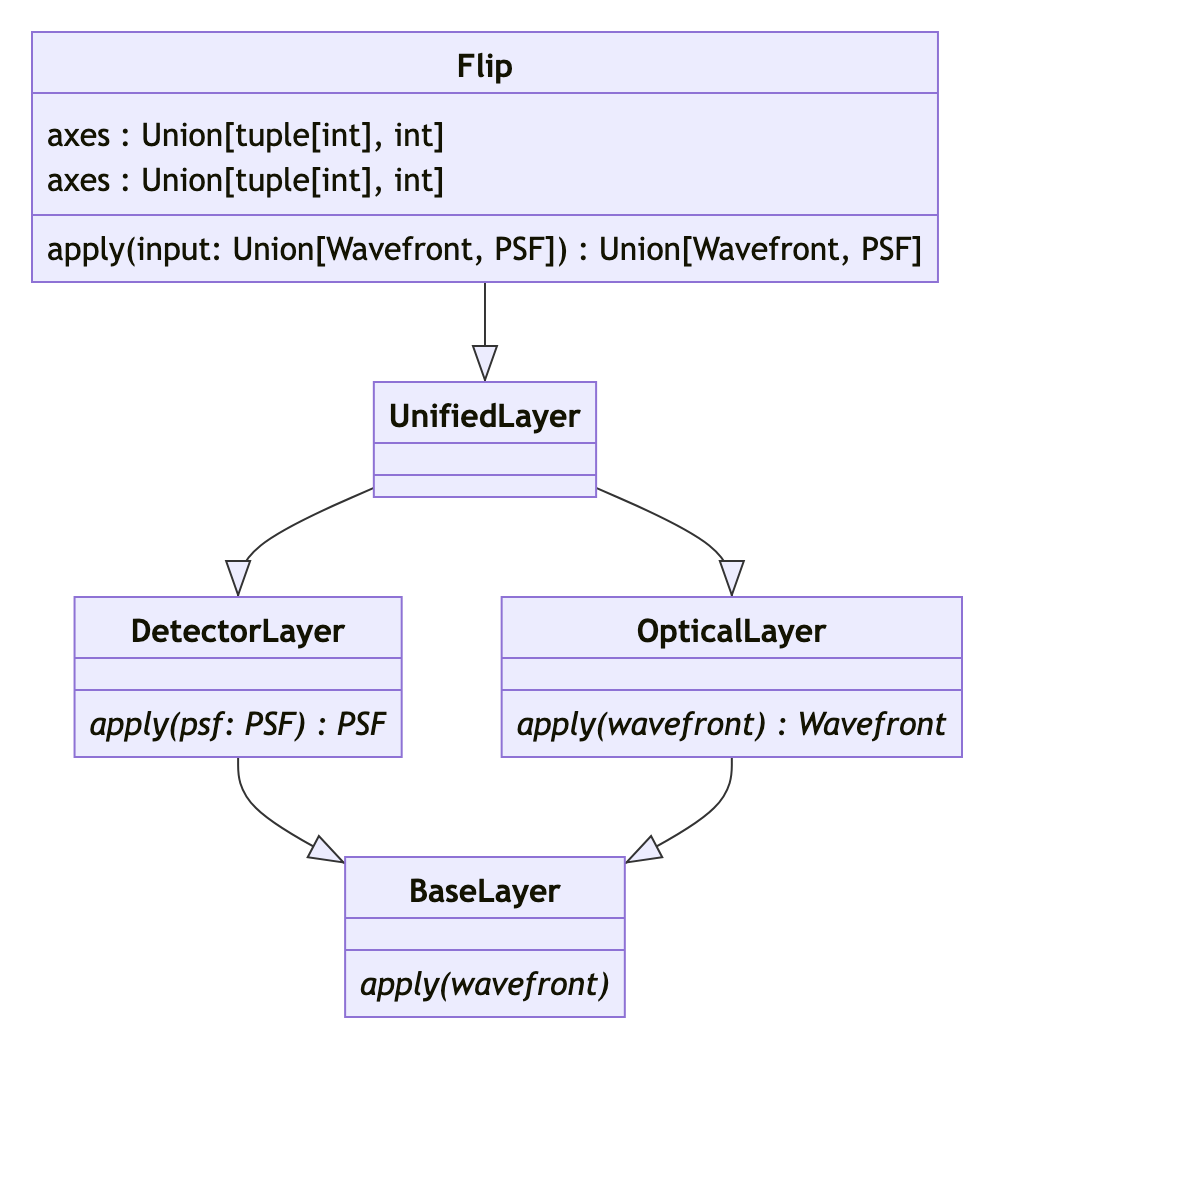 Flip
axes : Union[tuple[int], int]
axes : Union[tuple[int], int]
apply(input: Union[Wavefront, PSF]) : Union[Wavefront, PSF]
UnifiedLayer
DetectorLayer
apply(psf: PSF) : PSF
OpticalLayer
apply(wavefront) : Wavefront
BaseLayer
apply(wavefront)